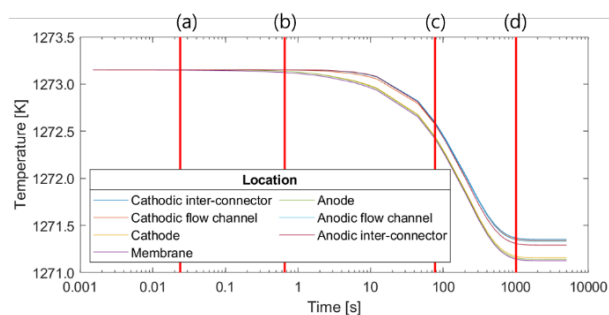 (a) (b) (c) (d)
1273.5
1273.0
1272.5
1272.0
1271.5
1271.0
Temperature [K]
Location
Cathodic inter-connector Anode
Cathodic flow channel Anodic flow channel
Cathode Anodic inter-connector
Membrane
0.001 0.01 0.1 1 10 100 1000 10000
Time [s]